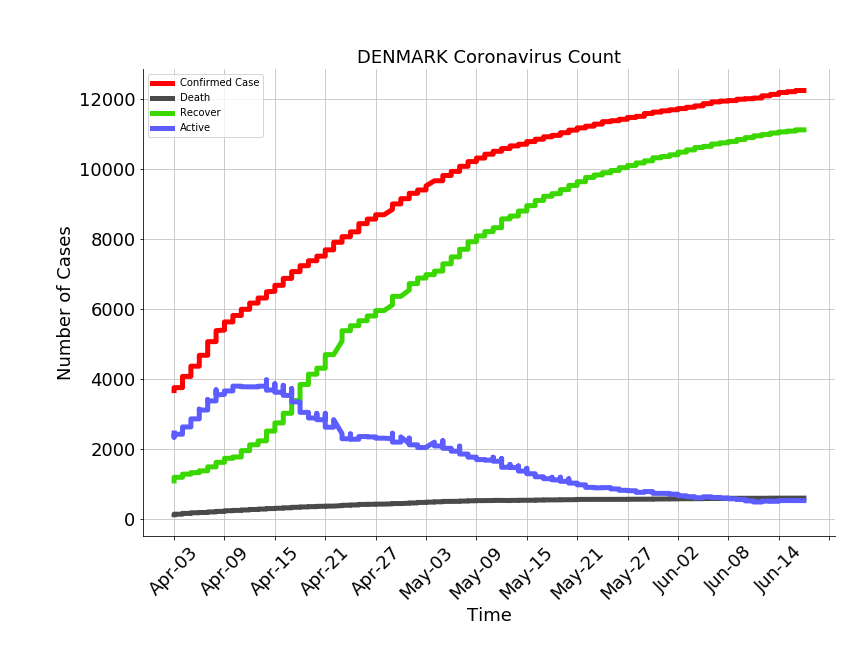 DENMARK Coronavirus Count
Confirmed Case
Death
Recover
Active
Number of Cases
12000
10000
8000
6000
4000
2000
0
Apr-03
Apr-09
Apr-15
Apr-21
Apr-27
May-03
May-09
May-15
May-21
May-27
Jun-02
Jun-08
Jun-14
Time